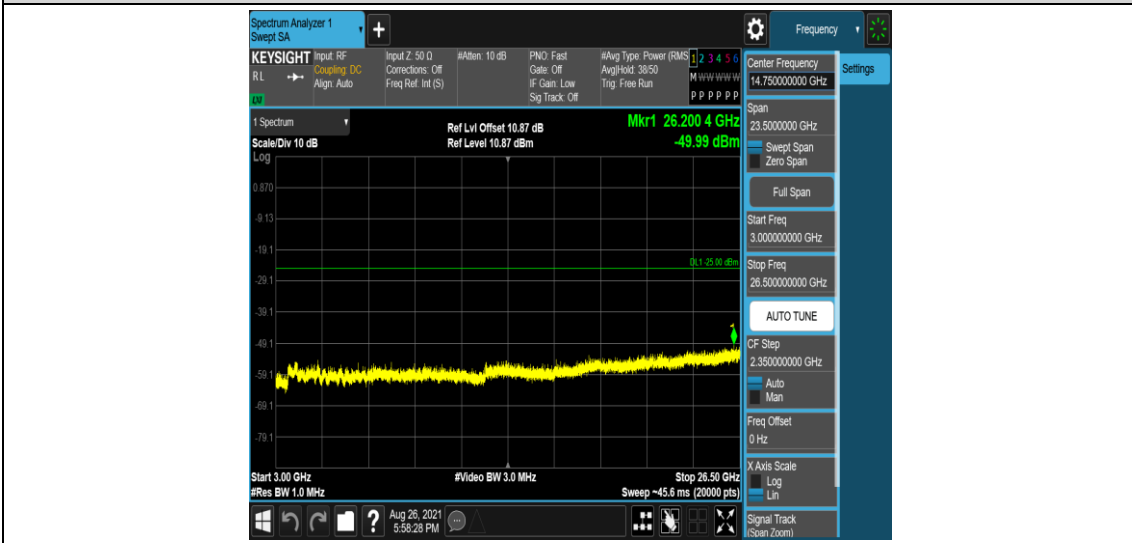 Spectrum Analyzer 1
Swept SA
+
Frequency
KEYSIGHT
RL
LXI
Input: RF
Coupling: DC
Align: Auto
Input Z: 50 Ω
Corrections: Off
Freq Ref: Int (S)
#Atten: 10 dB
PNO: Fast
Gate: Off
IF Gain: Low
Sig Track: Off
#Avg Type: Power (RMS
Avg|Hold: 38/50
Trig: Free Run
1 2 3 4 5 6
M W W W W W
P P P P P P
1 Spectrum
Scale/Div 10 dB
Log
Ref Lvl Offset 10.87 dB
Ref Level 10.87 dBm
Mkr1 26.200 4 GHz
-49.99 dBm
0.870
-9.13
-19.1
DL1 -25.00 dBm
-29.1
-39.1
1
-49.1
-59.1
-69.1
-79.1
Start 3.00 GHz
#Res BW 1.0 MHz
#Video BW 3.0 MHz
Stop 26.50 GHz
Sweep ~45.6 ms (20000 pts)
?
Aug 26, 2021
5:58:28 PM
Center Frequency
14.750000000 GHz
Settings
Span
23.5000000 GHz
Swept Span
Zero Span
Full Span
Start Freq
3.000000000 GHz
Stop Freq
26.500000000 GHz
AUTO TUNE
CF Step
2.350000000 GHz
Auto
Man
Freq Offset
0 Hz
X Axis Scale
Log
Lin
Signal Track
(Span Zoom)